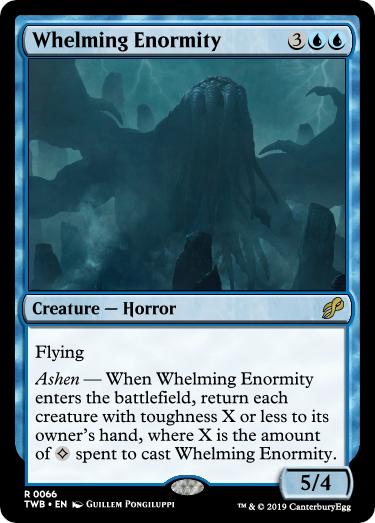 Whelming Enormity 3
Creature — Horror
Flying
Ashen — When Whelming Enormity
enters the battlefield, return each
creature with toughness X or less to its
owner's hand, where X is the amount
of spent to cast Whelming Enormity.
5/4
R 0066
TWB • EN Guillem Pongiluppi
™ & © 2019 CanterburyEgg